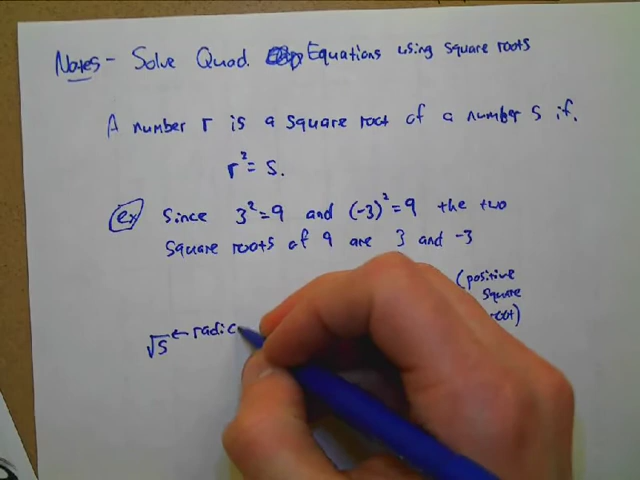 Notes - Solve Quad. Equations using square roots
A number r is a square root of a number s if.
r² = s.
ex Since 3²=9 and (-3)²=9 the two
square roots of 9 are 3 and -3
(positive
square
root)
√s ← radic